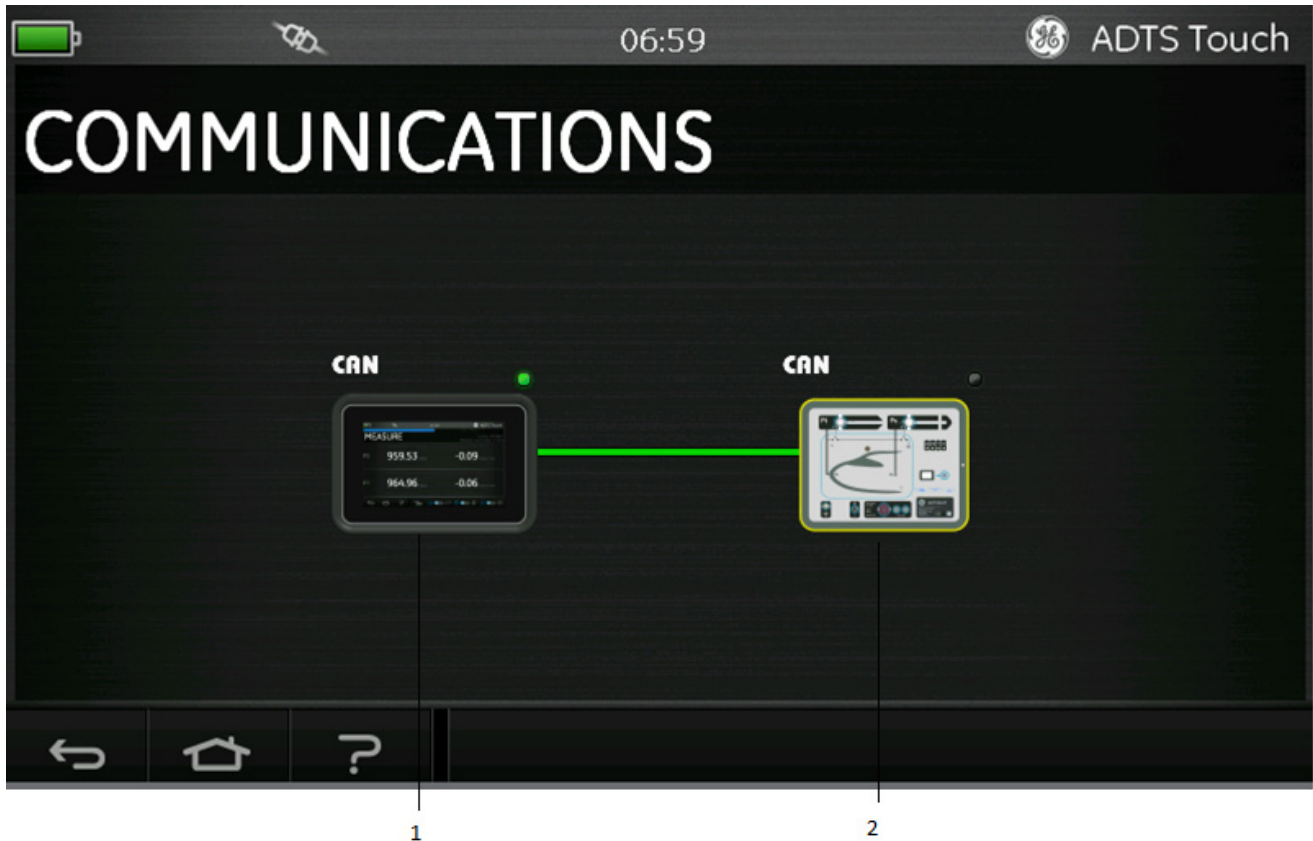 06:59
ADTS Touch
COMMUNICATIONS
CAN
CAN
MEASURE
959.53
-0.09
964.96
-0.06
1
2